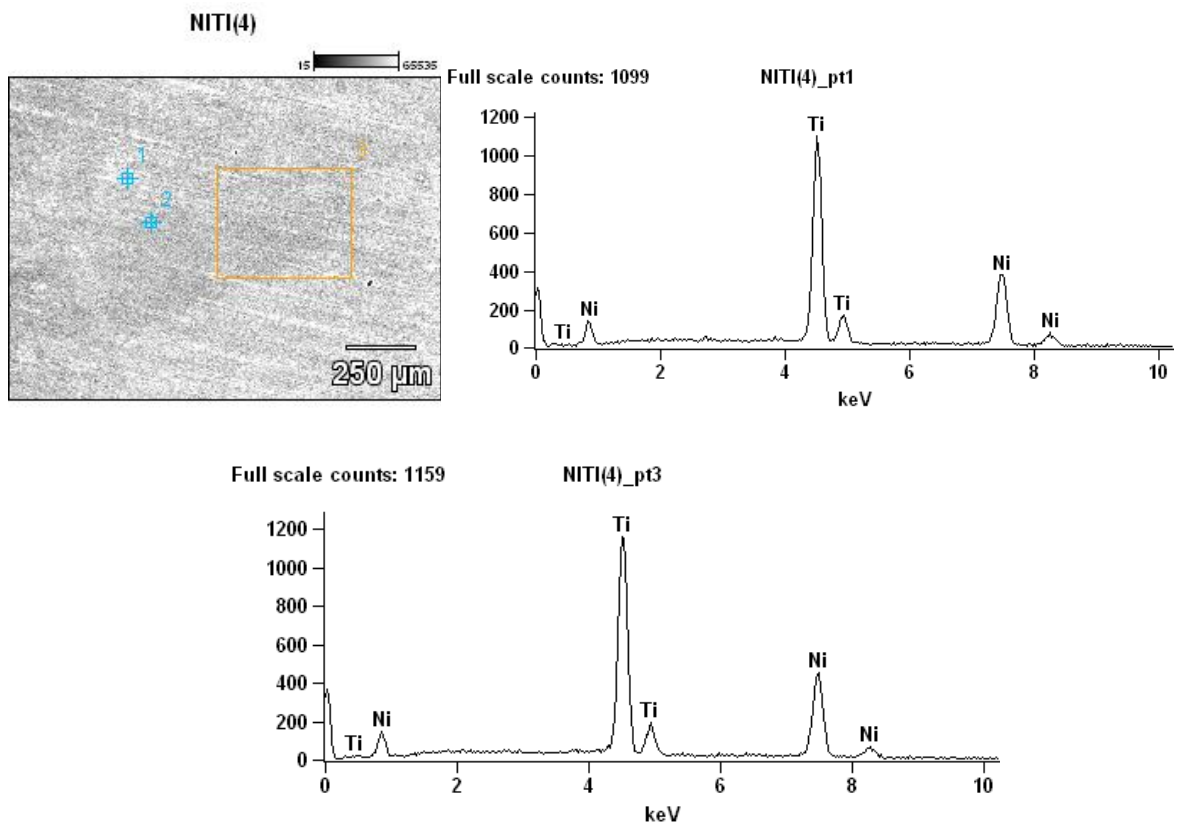 NITI(4)
15 65535
1
2
3
250 µm
Full scale counts: 1099 NITI(4)_pt1
1200
1000
800
600
400
200
0
Ti
Ti
Ni
Ti
Ni
Ni
0 2 4 6 8 10
keV
Full scale counts: 1159 NITI(4)_pt3
1200
1000
800
600
400
200
0
Ti
Ni
Ti
Ti
Ni
Ni
0 2 4 6 8 10
keV